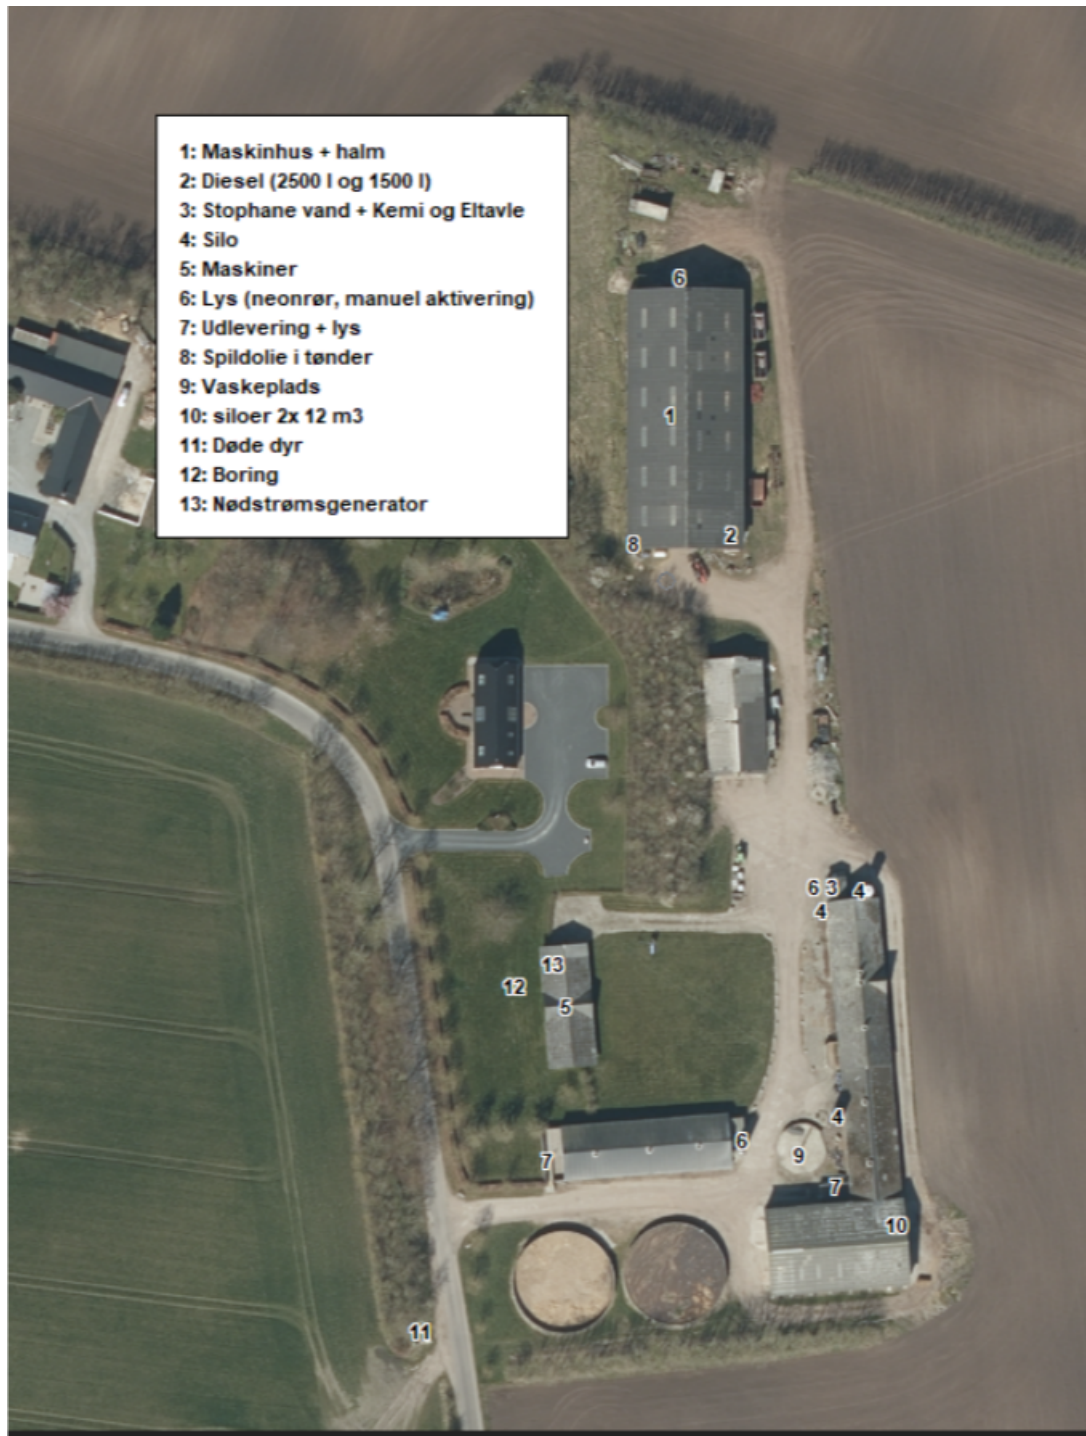 1: Maskinhus + halm
2: Diesel (2500 l og 1500 l)
3: Stophane vand + Kemi og Eltavle
4: Silo
5: Maskiner
6: Lys (neonrør, manuel aktivering)
7: Udlevering + lys
8: Spildolie i tønder
9: Vaskeplads
10: siloer 2x 12 m3
11: Døde dyr
12: Boring
13: Nødstrømsgenerator
6
1
2
8
6 3 4
4
13
12
5
4
6
9
7
7
10
11